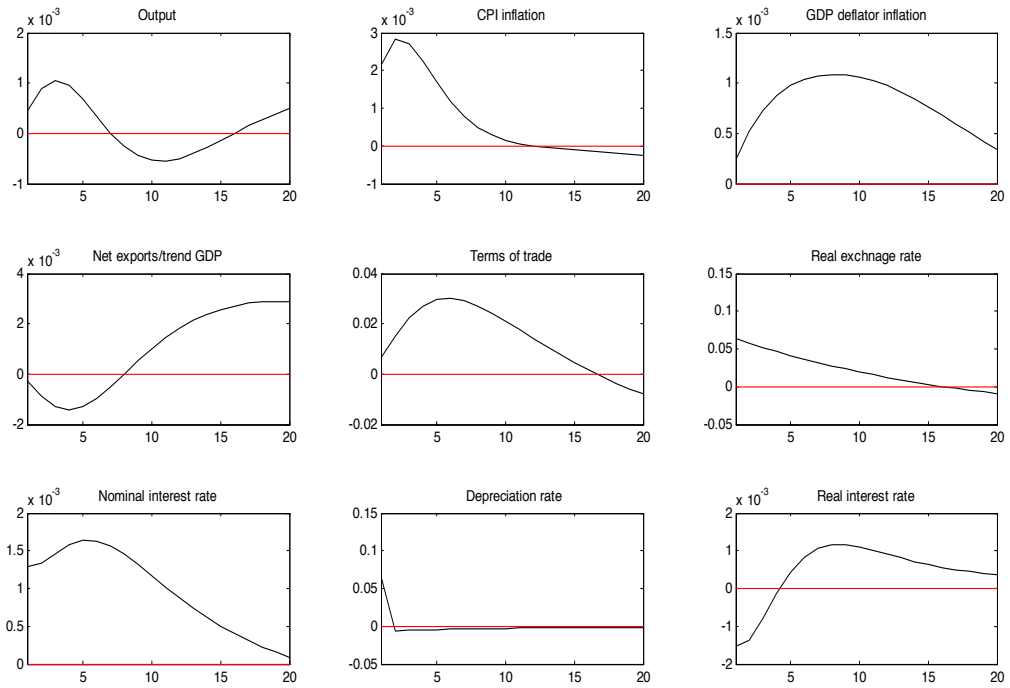 Output
x 10-3
2
1
0
-1
5 10 15 20
CPI inflation
x 10-3
3
2
1
0
-1
5 10 15 20
GDP deflator inflation
x 10-3
1.5
1
0.5
0
5 10 15 20
Net exports/trend GDP
x 10-3
4
2
0
-2
5 10 15 20
Terms of trade
0.04
0.02
0
-0.02
5 10 15 20
Real exchnage rate
0.15
0.1
0.05
0
-0.05
5 10 15 20
Nominal interest rate
x 10-3
2
1.5
1
0.5
0
5 10 15 20
Depreciation rate
0.15
0.1
0.05
0
-0.05
5 10 15 20
Real interest rate
x 10-3
2
1
0
-1
-2
5 10 15 20